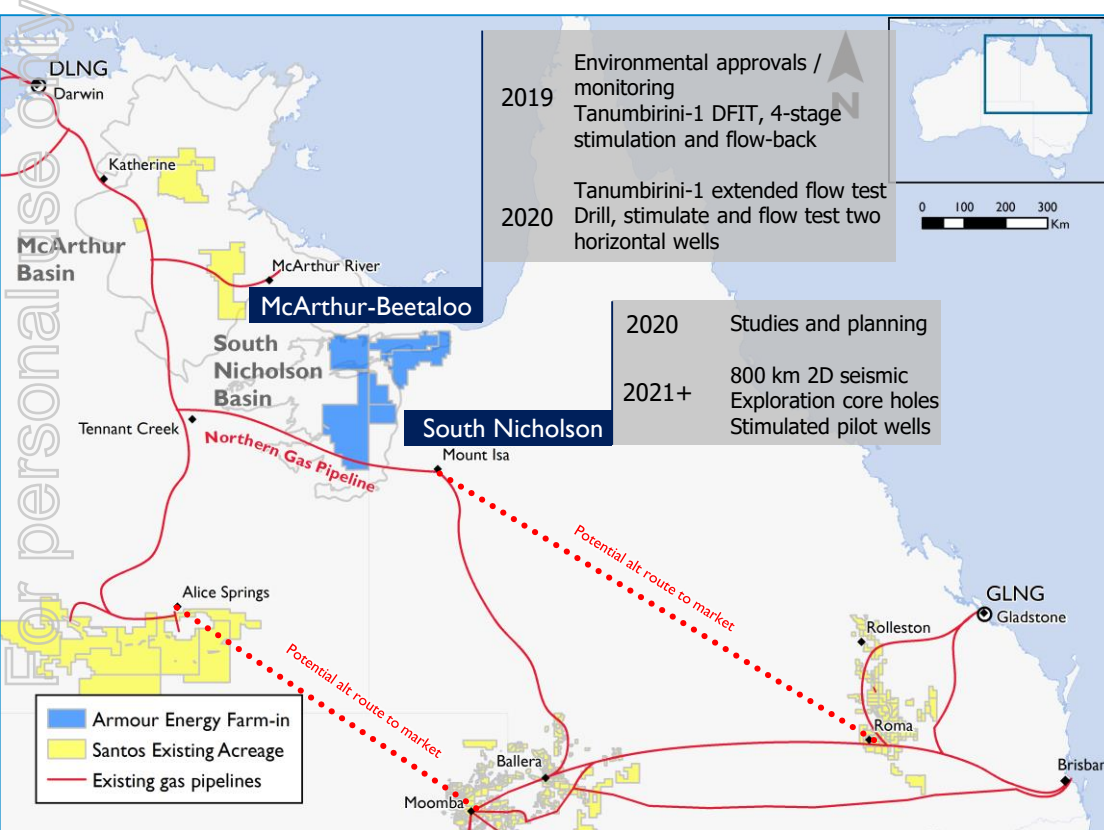 For personal use only
DLNG
Darwin
Katherine
McArthur
Basin
McArthur River
McArthur-Beetaloo
2019
Environmental approvals /
monitoring
Tanumbirini-1 DFIT, 4-stage
stimulation and flow-back
2020
Tanumbirini-1 extended flow test
Drill, stimulate and flow test two
horizontal wells
N
0 100 200 300
Km
South
Nicholson
Basin
Tennant Creek
Northern Gas Pipeline
South Nicholson
2020 Studies and planning
2021+
800 km 2D seismic
Exploration core holes
Stimulated pilot wells
Mount Isa
Potential alt route to market
Alice Springs
Potential alt route to market
GLNG
Gladstone
Rolleston
Roma
Ballera
Moomba
Brisban
Armour Energy Farm-in
Santos Existing Acreage
Existing gas pipelines